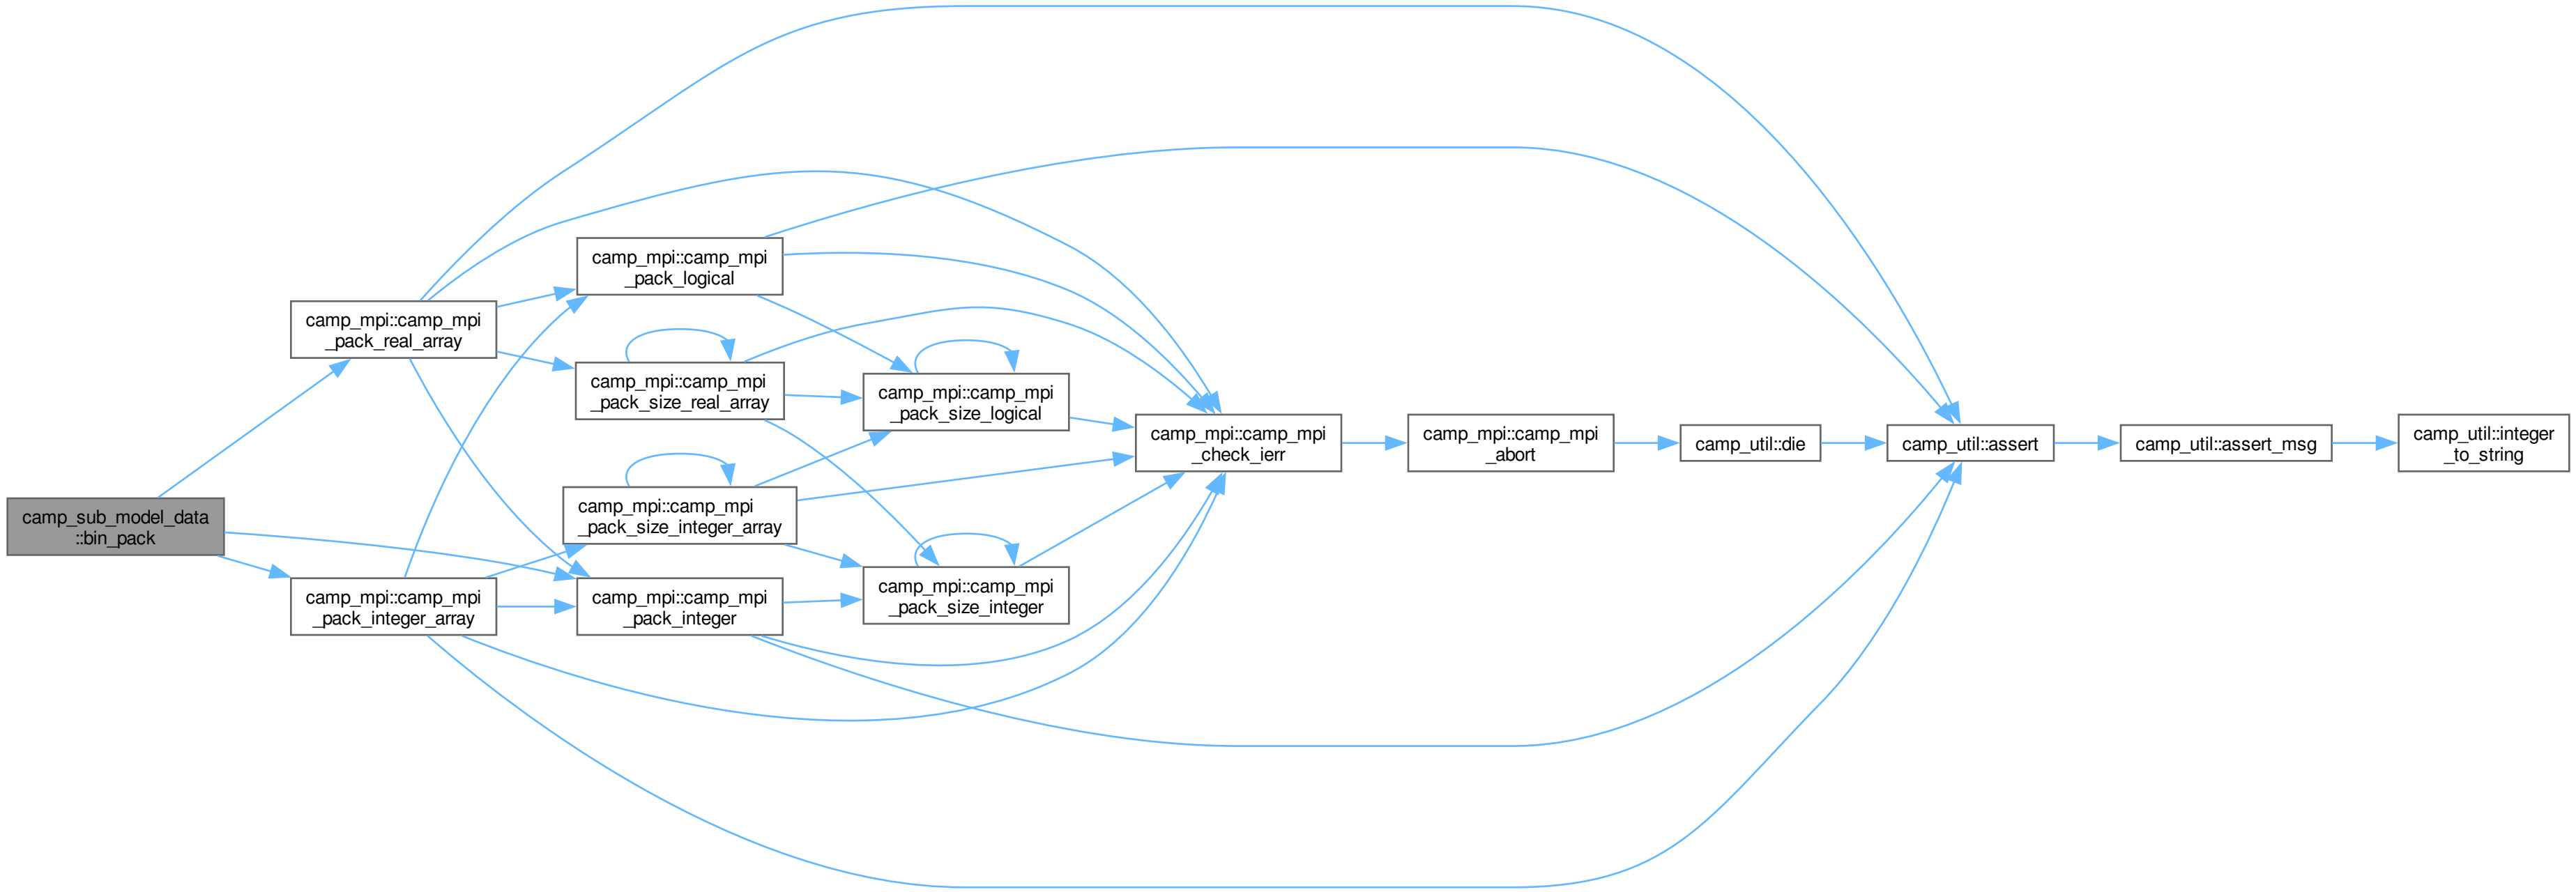 camp_sub_model_data
::bin_pack
camp_mpi::camp_mpi
_pack_real_array
camp_mpi::camp_mpi
_pack_integer_array
camp_mpi::camp_mpi
_pack_logical
camp_mpi::camp_mpi
_pack_size_real_array
camp_mpi::camp_mpi
_pack_size_integer_array
camp_mpi::camp_mpi
_pack_integer
camp_mpi::camp_mpi
_pack_size_logical
camp_mpi::camp_mpi
_pack_size_integer
camp_mpi::camp_mpi
_check_ierr
camp_mpi::camp_mpi
_abort
camp_util::die
camp_util::assert
camp_util::assert_msg
camp_util::integer
_to_string